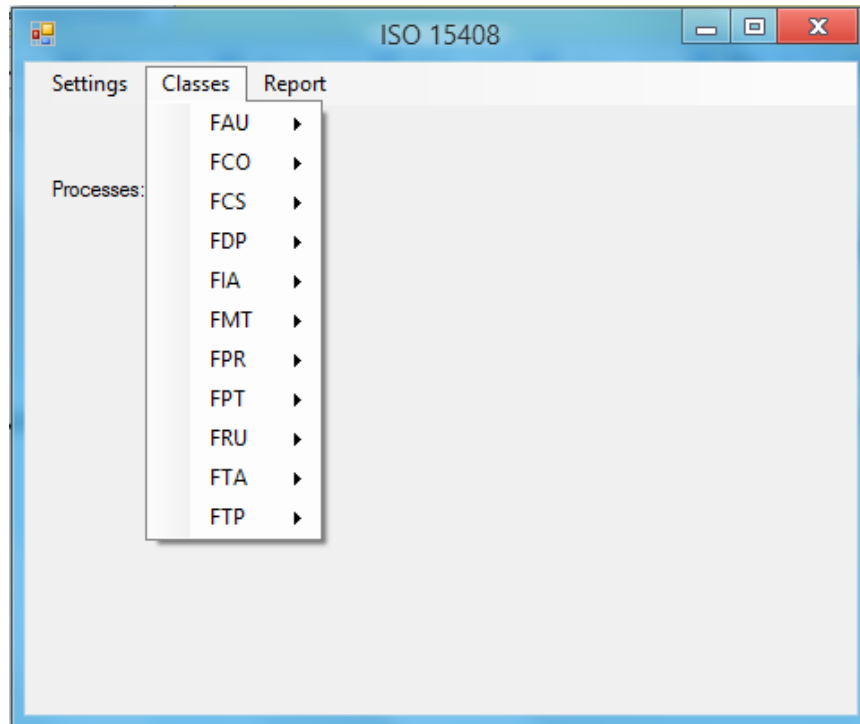 ISO 15408
Settings Classes Report
FAU
FCO
Processes:
FCS
FDP
FIA
FMT
FPR
FPT
FRU
FTA
FTP